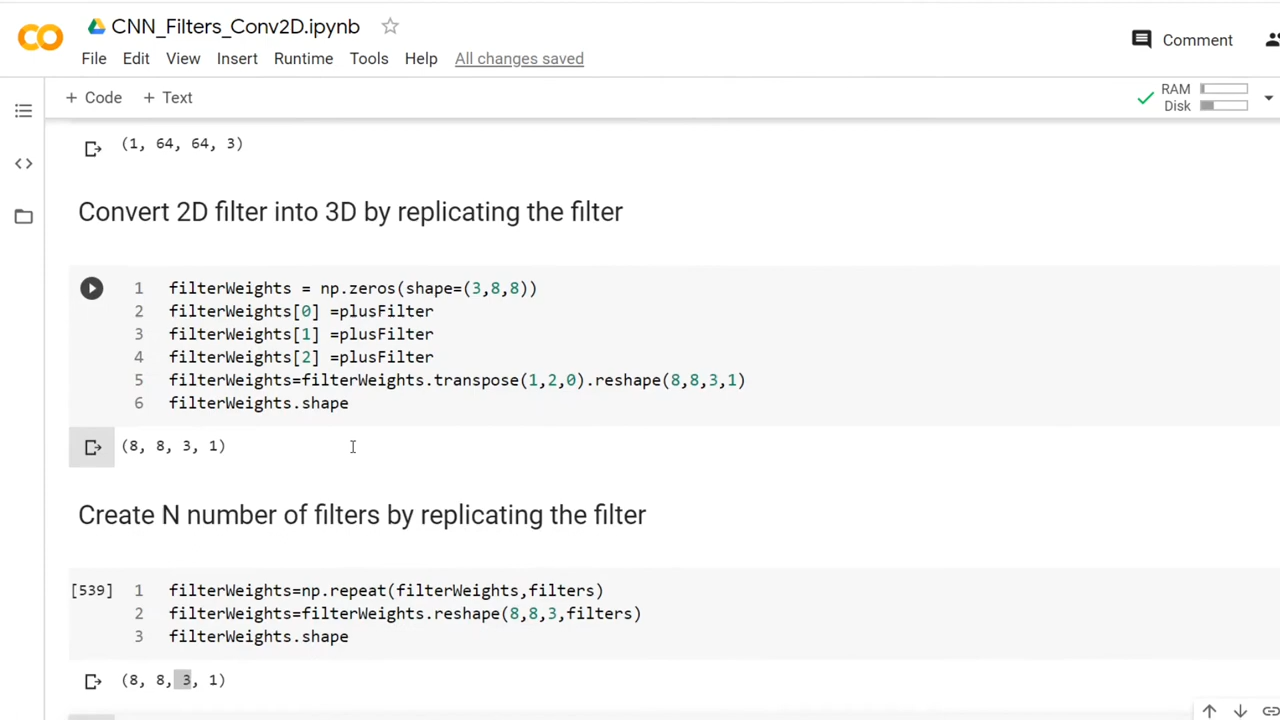 CNN_Filters_Conv2D.ipynb
File Edit View Insert Runtime Tools Help All changes saved
Comment
+ Code + Text
RAM
Disk
(1, 64, 64, 3)
Convert 2D filter into 3D by replicating the filter
1 filterWeights = np.zeros(shape=(3,8,8))
2 filterWeights[0] =plusFilter
3 filterWeights[1] =plusFilter
4 filterWeights[2] =plusFilter
5 filterWeights=filterWeights.transpose(1,2,0).reshape(8,8,3,1)
6 filterWeights.shape
(8, 8, 3, 1)
Create N number of filters by replicating the filter
[539] 1 filterWeights=np.repeat(filterWeights,filters)
2 filterWeights=filterWeights.reshape(8,8,3,filters)
3 filterWeights.shape
(8, 8, 3, 1)